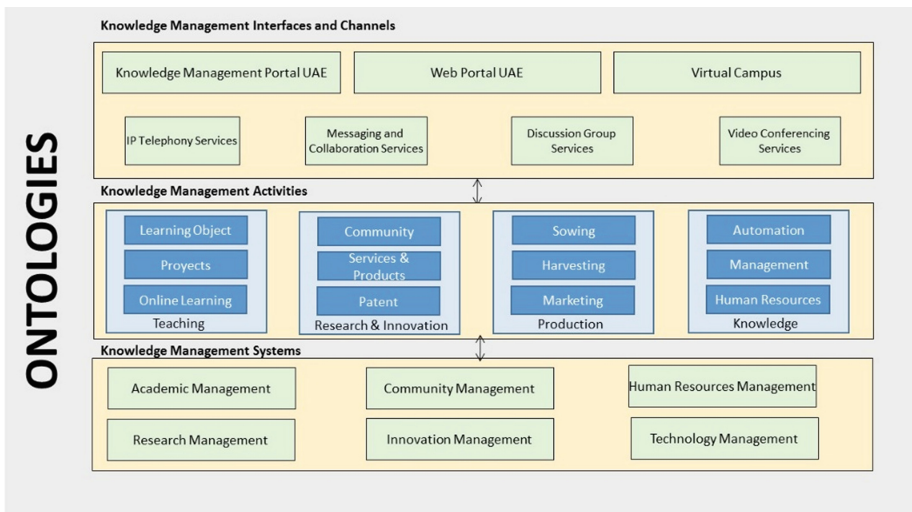 ONTOLOGIES
Knowledge Management Interfaces and Channels
Knowledge Management Portal UAE
Web Portal UAE
Virtual Campus
IP Telephony Services
Messaging and
Collaboration Services
Discussion Group
Services
Video Conferencing
Services
Knowledge Management Activities
Learning Object
Proyects
Online Learning
Teaching
Community
Services &
Products
Patent
Research & Innovation
Sowing
Harvesting
Marketing
Production
Automation
Management
Human Resources
Knowledge
Knowledge Management Systems
Academic Management
Community Management
Human Resources Management
Research Management
Innovation Management
Technology Management